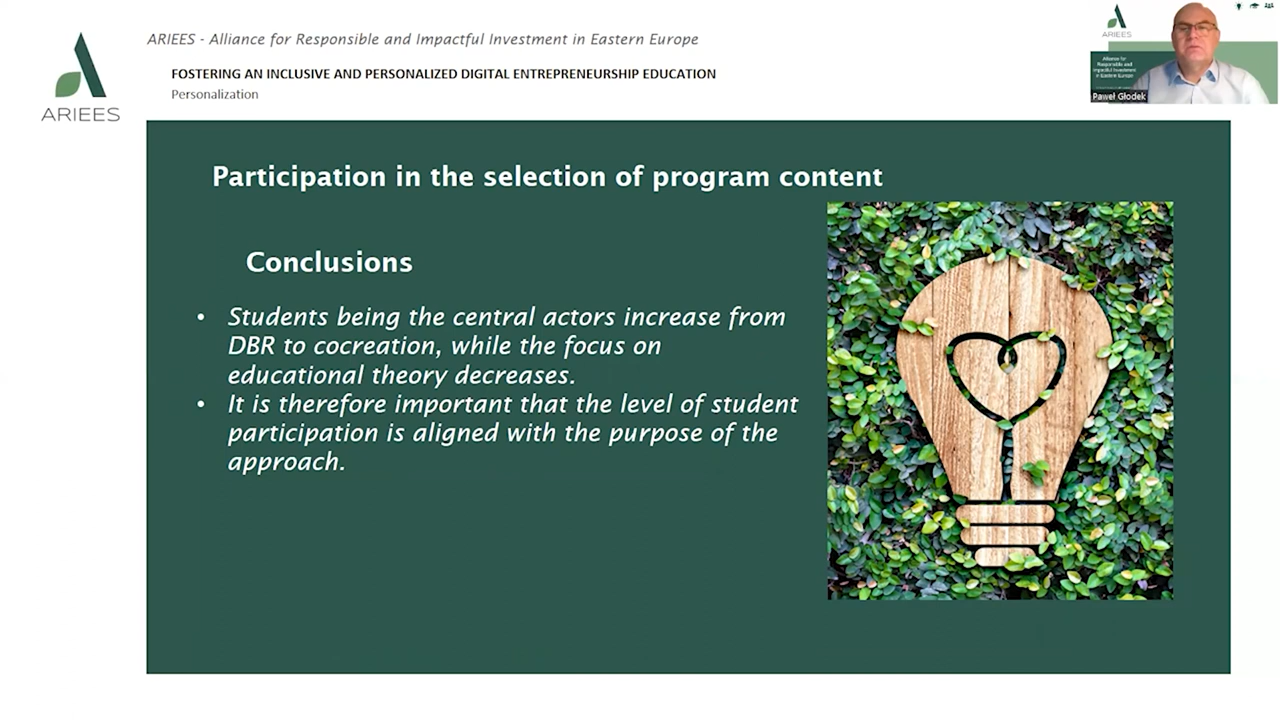 ARIEES - Alliance for Responsible and Impactful Investment in Eastern Europe
FOSTERING AN INCLUSIVE AND PERSONALIZED DIGITAL ENTREPRENEURSHIP EDUCATION
Personalization
ARIEES
ARIEES
Alliance for
Responsible and
Impactful Investment
in Eastern Europe
Paweł Głodek
Participation in the selection of program content
Conclusions
• Students being the central actors increase from
DBR to cocreation, while the focus on
educational theory decreases.
• It is therefore important that the level of student
participation is aligned with the purpose of the
approach.